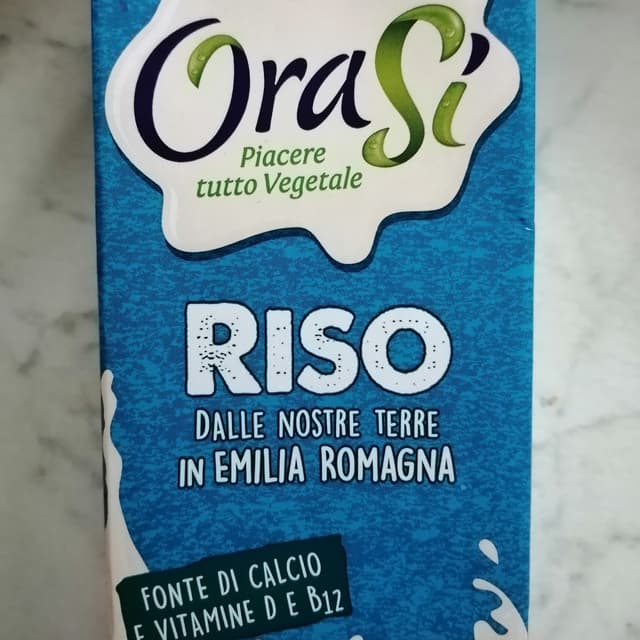 OraSì
Piacere
tutto Vegetale
RISO
DALLE NOSTRE TERRE
IN EMILIA ROMAGNA
FONTE DI CALCIO
E VITAMINE D E B12